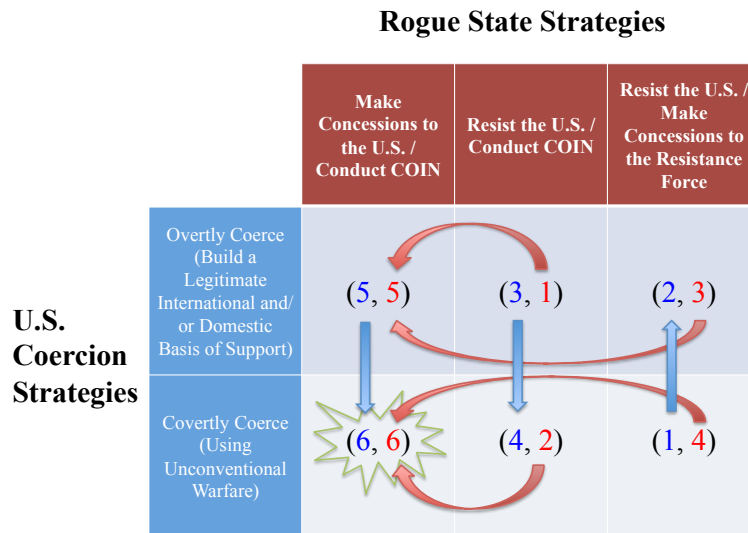 Rogue State Strategies
Make
Concessions to
the U.S. /
Conduct COIN
Resist the U.S. /
Conduct COIN
Resist the U.S. /
Make
Concessions to
the Resistance
Force
U.S.
Coercion
Strategies
Overtly Coerce
(Build a
Legitimate
International and/
or Domestic
Basis of Support)
(5, 5)
(3, 1)
(2, 3)
Covertly Coerce
(Using
Unconventional
Warfare)
(6, 6)
(4, 2)
(1, 4)